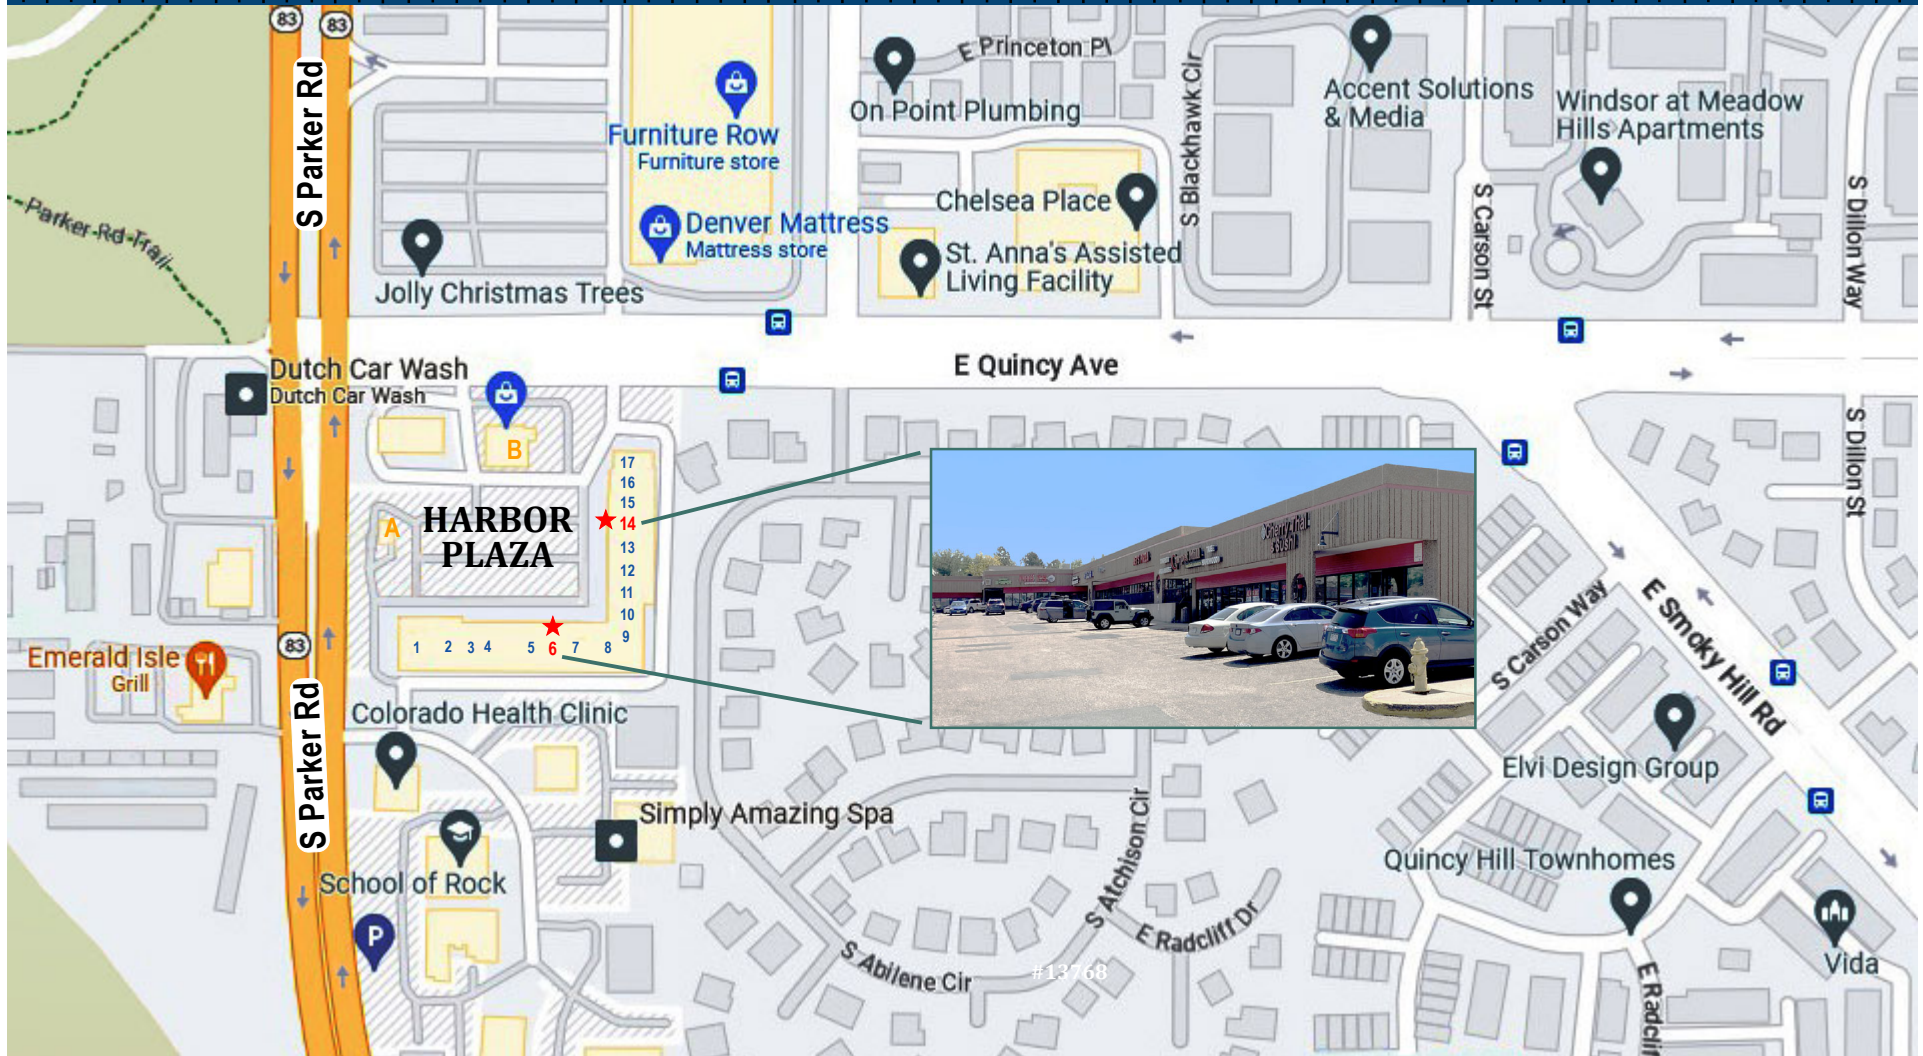 83
83
S Parker Rd
E Princeton Pl
S Blackhawk Cir
On Point Plumbing
Accent Solutions
& Media
Windsor at Meadow
Hills Apartments
Furniture Row
Furniture store
Parker Rd Trail
Denver Mattress
Mattress store
Chelsea Place
St. Anna's Assisted
Living Facility
S Carson St
S Dillon Way
Jolly Christmas Trees
E Quincy Ave
Dutch Car Wash
Dutch Car Wash
B
A
HARBOR
PLAZA
17
16
15
14
13
12
11
10
9
1
2
3
4
5
6
7
8
S Dillon St
83
Emerald Isle
Grill
S Parker Rd
Colorado Health Clinic
S Carson Way
E Smoky Hill Rd
Elvi Design Group
Simply Amazing Spa
School of Rock
P
S Atchison Cir
E Radcliff Dr
S Abilene Cir
#13768
Quincy Hill Townhomes
Vida
E Radclif